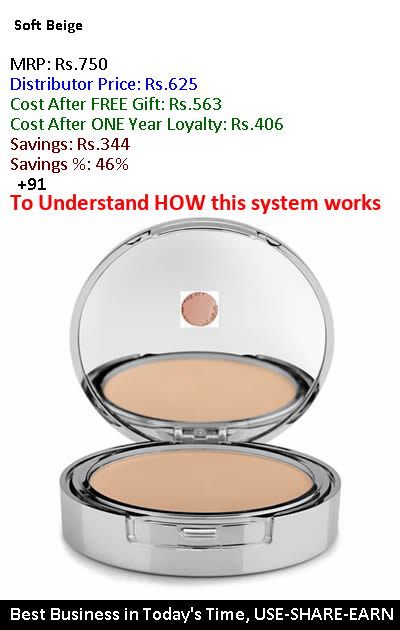 Soft Beige
MRP: Rs.750
Distributor Price: Rs.625
Cost After FREE Gift: Rs.563
Cost After ONE Year Loyalty: Rs.406
Savings: Rs.344
Savings %: 46%
+91
To Understand HOW this system works
Best Business in Today's Time, USE-SHARE-EARN